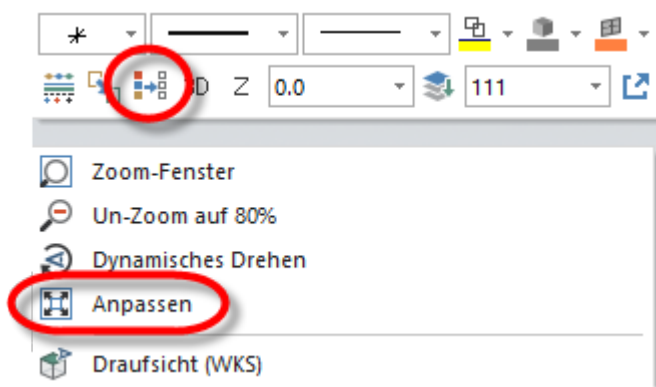 3D Z 0.0 111
Zoom-Fenster
Un-Zoom auf 80%
Dynamisches Drehen
Anpassen
Draufsicht (WKS)